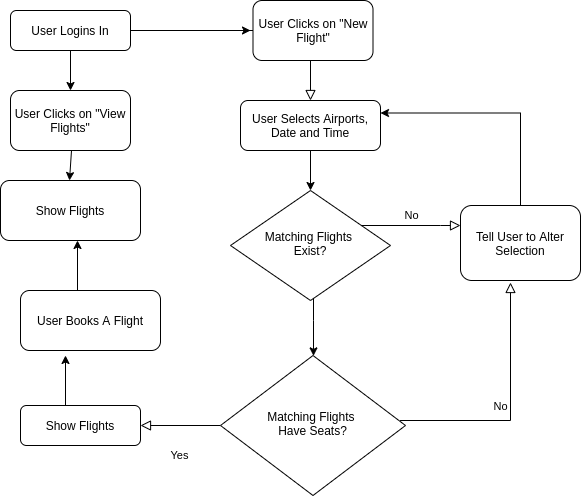 User Logins In
User Clicks on "New
Flight"
User Clicks on "View
Flights"
User Selects Airports,
Date and Time
Show Flights
Matching Flights
Exist?
No
Tell User to Alter
Selection
User Books A Flight
Show Flights
Matching Flights
Have Seats?
No
Yes